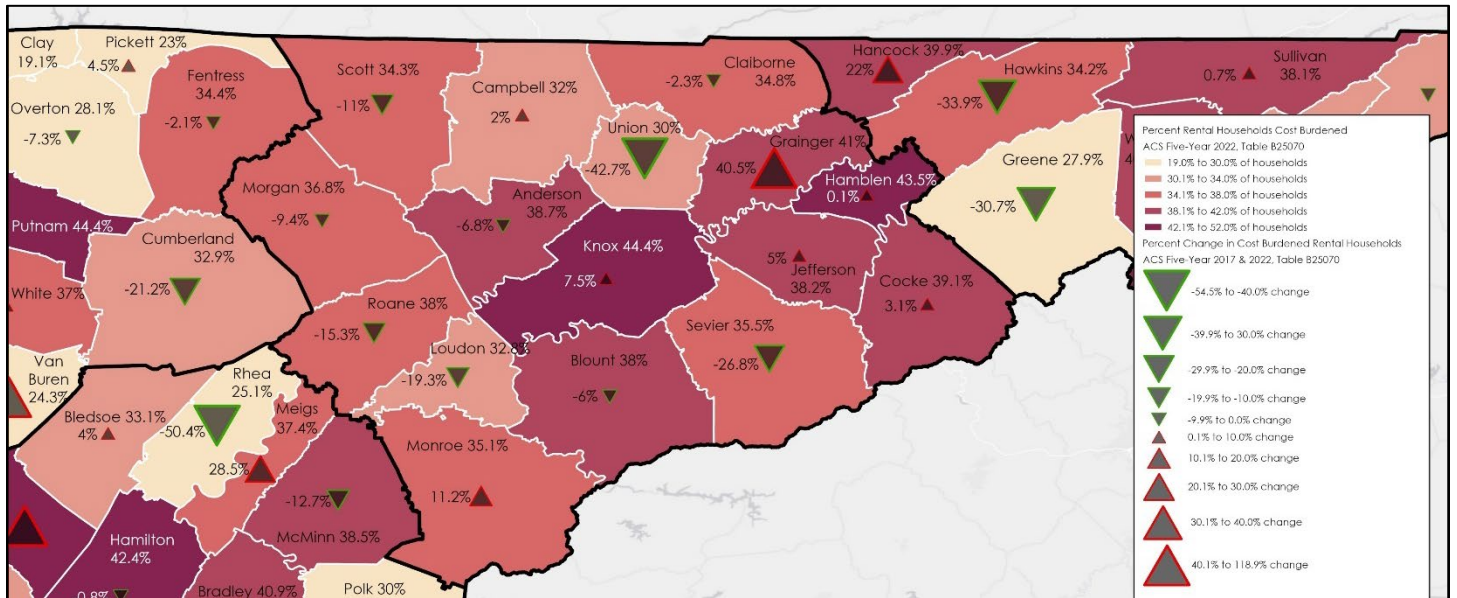 Clay
19.1%
Pickett 23%
4.5%
Fentress
34.4%
-2.1%
Overton 28.1%
-7.3%
Scott 34.3%
-11%
Campbell 32%
2%
Claiborne
34.8%
-2.3%
Hancock 39.9%
22%
Hawkins 34.2%
-33.9%
Sullivan
38.1%
0.7%
Union 30%
-42.7%
Grainger 41%
40.5%
Hamblen 43.5%
0.1%
Greene 27.9%
-30.7%
Morgan 36.8%
-9.4%
Anderson
38.7%
-6.8%
Putnam 44.4%
Cumberland
32.9%
-21.2%
Knox 44.4%
7.5%
5%
Jefferson
38.2%
Cocke 39.1%
3.1%
White 37%
Roane 38%
-15.3%
Loudon 32.8%
-19.3%
Blount 38%
-6%
Sevier 35.5%
-26.8%
Van
Buren
24.3%
Bledsoe 33.1%
4%
Rhea
25.1%
-50.4%
Meigs
37.4%
28.5%
Monroe 35.1%
11.2%
-12.7%
McMinn 38.5%
Hamilton
42.4%
0.8%
Bradley 40.9%
Polk 30%
Percent Rental Households Cost Burdened
ACS Five-Year 2022, Table B25070
19.0% to 30.0% of households
30.1% to 34.0% of households
34.1% to 38.0% of households
38.1% to 42.0% of households
42.1% to 52.0% of households
Percent Change in Cost Burdened Rental Households
ACS Five-Year 2017 & 2022, Table B25070
-54.5% to -40.0% change
-39.9% to 30.0% change
-29.9% to -20.0% change
-19.9% to -10.0% change
-9.9% to 0.0% change
0.1% to 10.0% change
10.1% to 20.0% change
20.1% to 30.0% change
30.1% to 40.0% change
40.1% to 118.9% change